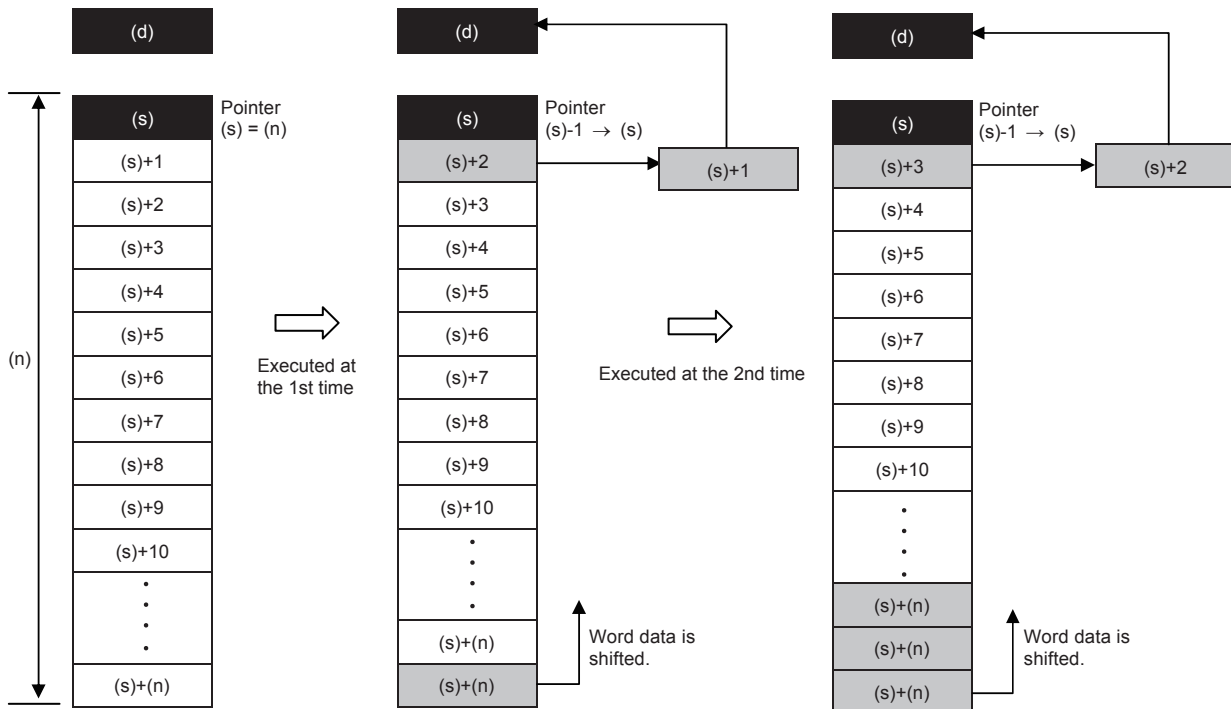 (d)
(n)
(s)
Pointer
(s) = (n)
(s)+1
(s)+2
(s)+3
(s)+4
(s)+5
(s)+6
(s)+7
(s)+8
(s)+9
(s)+10
(s)+(n)
Executed at
the 1st time
(d)
(s)
Pointer
(s)-1 → (s)
(s)+1
(s)+2
(s)+3
(s)+4
(s)+5
(s)+6
(s)+7
(s)+8
(s)+9
(s)+10
(s)+(n)
(s)+(n)
Word data is
shifted.
Executed at the 2nd time
(d)
(s)
Pointer
(s)-1 → (s)
(s)+2
(s)+3
(s)+4
(s)+5
(s)+6
(s)+7
(s)+8
(s)+9
(s)+10
(s)+(n)
(s)+(n)
(s)+(n)
Word data is
shifted.